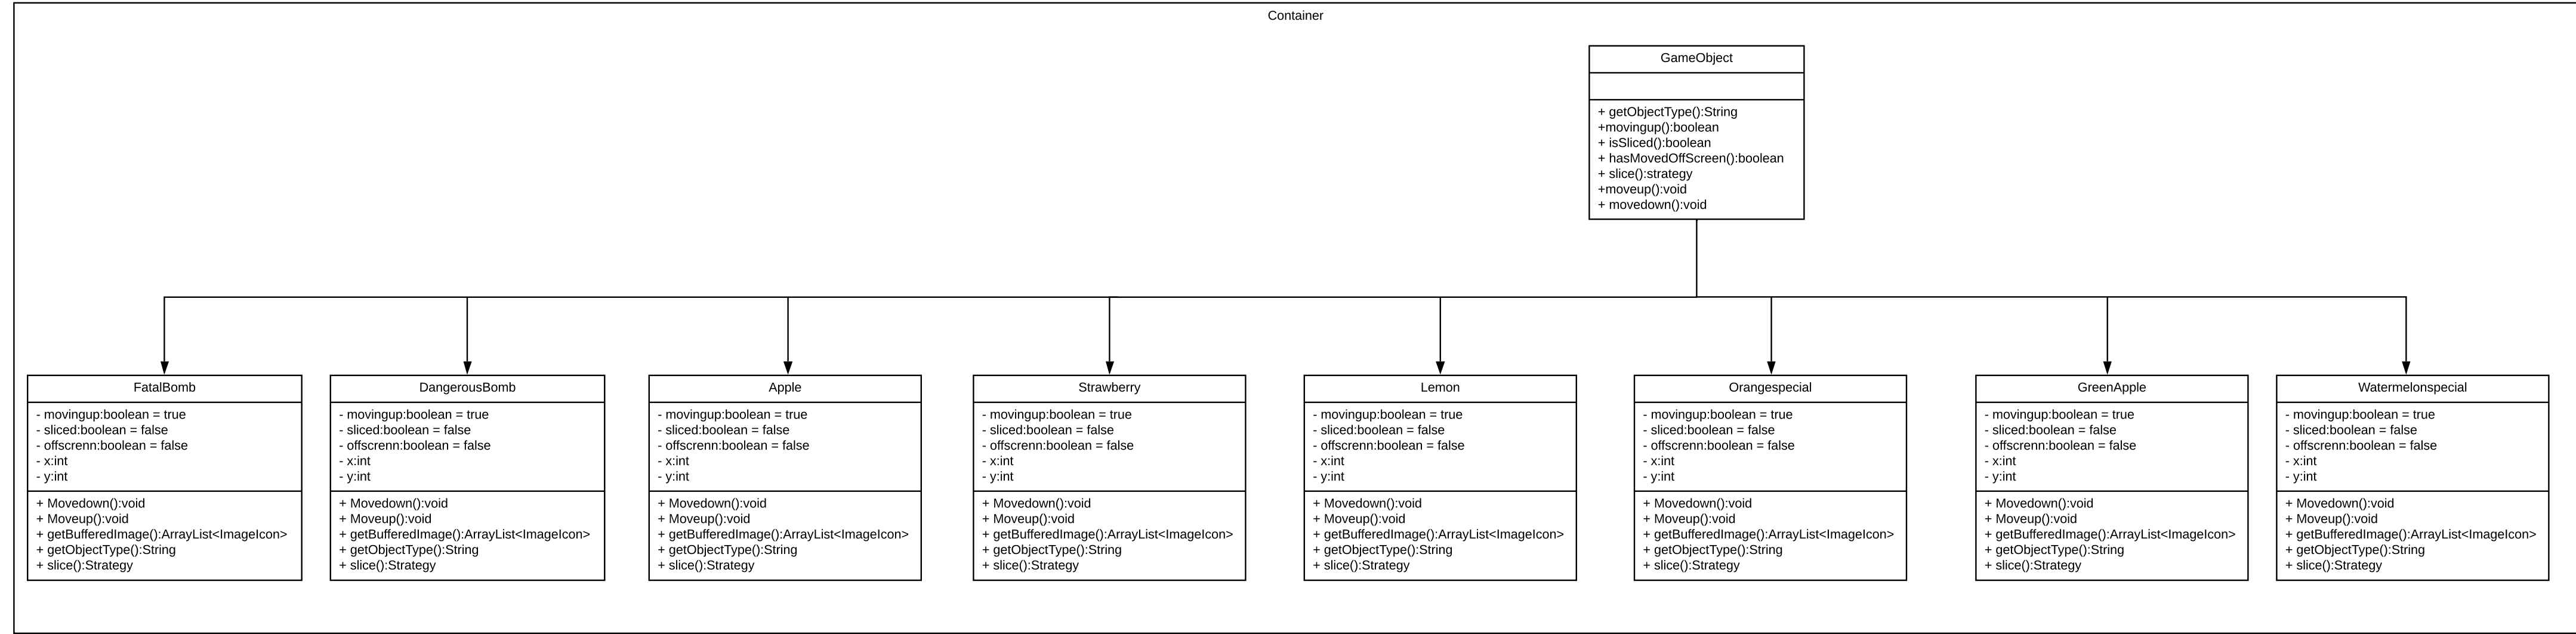 Container
GameObject
+ getObjectType():String
+movingup():boolean
+ isSliced():boolean
+ hasMovedOffScreen():boolean
+ slice():strategy
+moveup():void
+ movedown():void
FatalBomb
- movingup:boolean = true
- sliced:boolean = false
- offscrenn:boolean = false
- x:int
- y:int
+ Movedown():void
+ Moveup():void
+ getBufferedImage():ArrayList<ImageIcon>
+ getObjectType():String
+ slice():Strategy
DangerousBomb
- movingup:boolean = true
- sliced:boolean = false
- offscrenn:boolean = false
- x:int
- y:int
+ Movedown():void
+ Moveup():void
+ getBufferedImage():ArrayList<ImageIcon>
+ getObjectType():String
+ slice():Strategy
Apple
- movingup:boolean = true
- sliced:boolean = false
- offscrenn:boolean = false
- x:int
- y:int
+ Movedown():void
+ Moveup():void
+ getBufferedImage():ArrayList<ImageIcon>
+ getObjectType():String
+ slice():Strategy
Strawberry
- movingup:boolean = true
- sliced:boolean = false
- offscrenn:boolean = false
- x:int
- y:int
+ Movedown():void
+ Moveup():void
+ getBufferedImage():ArrayList<ImageIcon>
+ getObjectType():String
+ slice():Strategy
Lemon
- movingup:boolean = true
- sliced:boolean = false
- offscrenn:boolean = false
- x:int
- y:int
+ Movedown():void
+ Moveup():void
+ getBufferedImage():ArrayList<ImageIcon>
+ getObjectType():String
+ slice():Strategy
Orangespecial
- movingup:boolean = true
- sliced:boolean = false
- offscrenn:boolean = false
- x:int
- y:int
+ Movedown():void
+ Moveup():void
+ getBufferedImage():ArrayList<ImageIcon>
+ getObjectType():String
+ slice():Strategy
GreenApple
- movingup:boolean = true
- sliced:boolean = false
- offscrenn:boolean = false
- x:int
- y:int
+ Movedown():void
+ Moveup():void
+ getBufferedImage():ArrayList<ImageIcon>
+ getObjectType():String
+ slice():Strategy
Watermelonspecial
- movingup:boolean = true
- sliced:boolean = false
- offscrenn:boolean = false
- x:int
- y:int
+ Movedown():void
+ Moveup():void
+ getBufferedImage():ArrayList<ImageIcon>
+ getObjectType():String
+ slice():Strategy